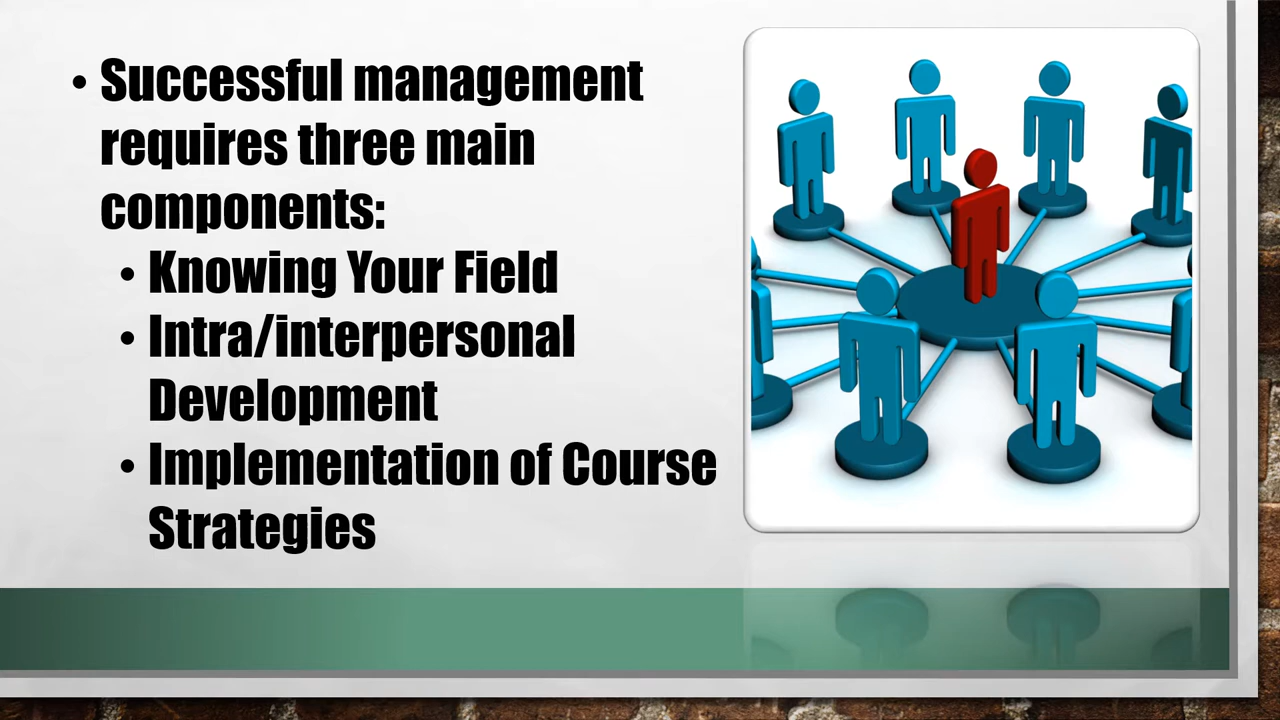 • Successful management
requires three main
components:
• Knowing Your Field
• Intra/interpersonal
Development
• Implementation of Course
Strategies